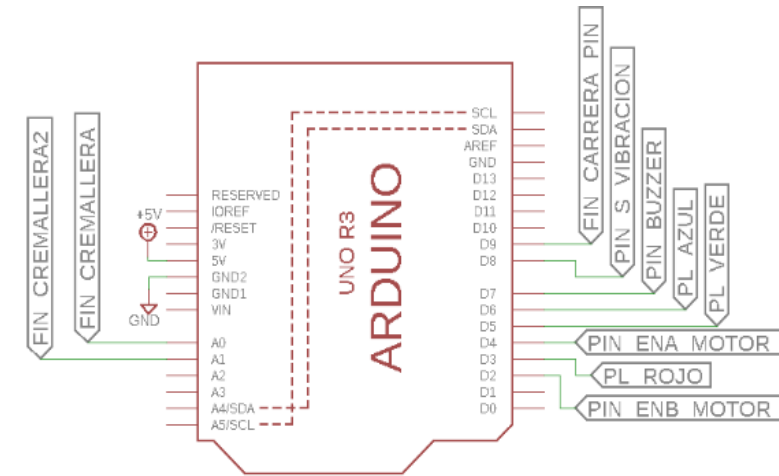 FIN CREMALLERA2
FIN CREMALLERA
+5V
GND
RESERVED
IOREF
/RESET
3V
5V
GND2
GND1
VIN
A0
A1
A2
A3
A4/SDA
A5/SCL
UNO R3
ARDUINO
SCL
SDA
AREF
GND
D13
D12
D11
D10
D9
D8
D7
D6
D5
D4
D3
D2
D1
D0
FIN CARRERA PIN
PIN S VIBRACION
PIN BUZZER
PL AZUL
PL VERDE
PIN ENA MOTOR
PL ROJO
PIN ENB MOTOR